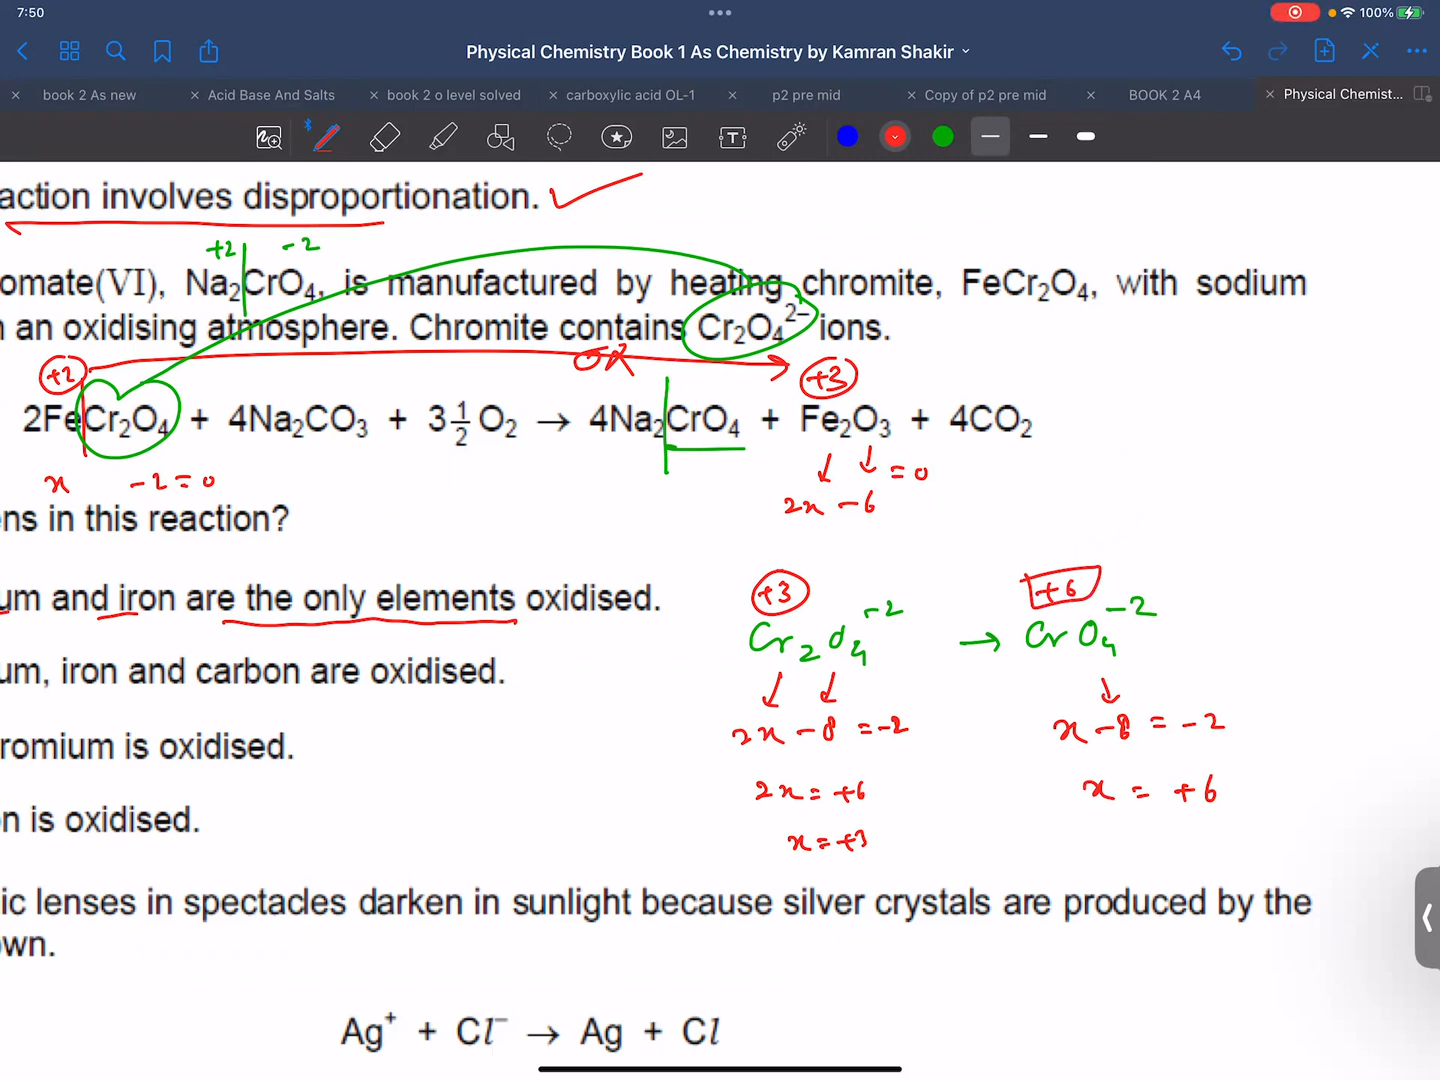 7:50
100%
Physical Chemistry Book 1 As Chemistry by Kamran Shakir
book 2 As new
Acid Base And Salts
book 2 o level solved
carboxylic acid OL-1
p2 pre mid
Copy of p2 pre mid
BOOK 2 A4
Physical Chemist...
action involves disproportionation.
+2 -2
omate(VI), Na₂CrO₄, is manufactured by heating chromite, FeCr₂O₄, with sodium
n an oxidising atmosphere. Chromite contains Cr₂O₄²⁻ ions.
+2 +3
2FeCr₂O₄ + 4Na₂CO₃ + 3½ O₂ → 4Na₂CrO₄ + Fe₂O₃ + 4CO₂
x -2 = 0
= 0
2x -6
ens in this reaction?
um and iron are the only elements oxidised.
+3 +6
Cr₂O₄⁻² → CrO₄⁻²
um, iron and carbon are oxidised.
2x -8 = -2
x -8 = -2
romium is oxidised.
2x = +6
x = +6
n is oxidised.
x = +3
ic lenses in spectacles darken in sunlight because silver crystals are produced by the
own.
Ag⁺ + Cl⁻ → Ag + Cl